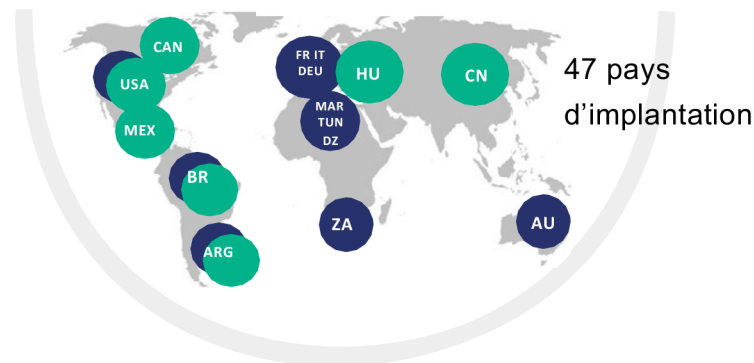 CAN
USA
MEX
BR
ARG
FR IT
DEU
HU
MAR
TUN
DZ
ZA
CN
AU
47 pays
d’implantation